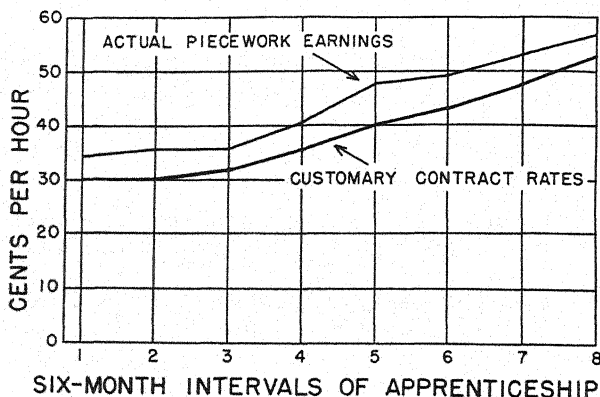 60
50
40
30
20
10
0
CENTS PER HOUR
ACTUAL PIECEWORK EARNINGS
CUSTOMARY CONTRACT RATES
1 2 3 4 5 6 7 8
SIX-MONTH INTERVALS OF APPRENTICESHIP